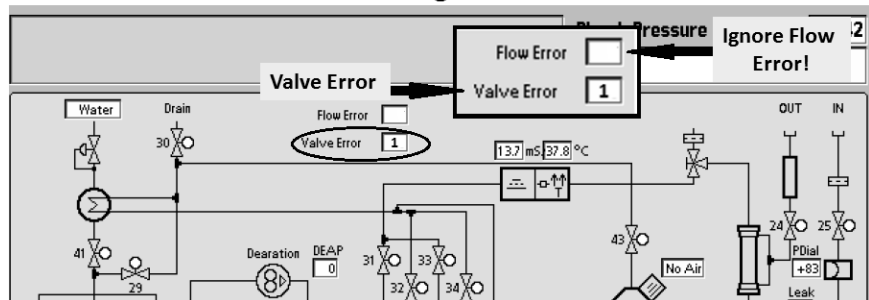 Pressure
Flow Error
Ignore Flow
Error!
Valve Error
Valve Error 1
Water
Drain
Flow Error
Valve Error 1
OUT
IN
30
13.7 mS/37.8 °C
41
29
Dearation
DEAP
0
31
33
32
34
43
No Air
24
25
PDial
+83
Leak